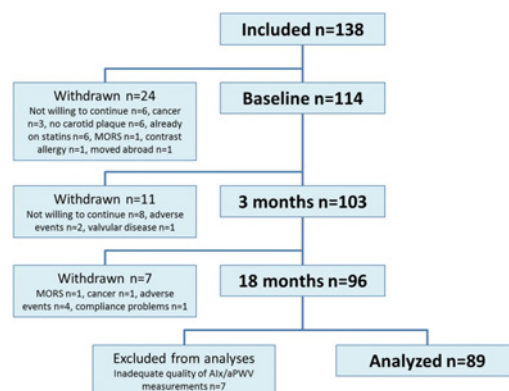 Included n=138
Withdrawn n=24
Not willing to continue n=6, cancer
n=3, no carotid plaque n=6, already
on statins n=6, MORS n=1, contrast
allergy n=1, moved abroad n=1
Baseline n=114
Withdrawn n=11
Not willing to continue n=8, adverse
events n=2, valvular disease n=1
3 months n=103
Withdrawn n=7
MORS n=1, cancer n=1, adverse
events n=4, compliance problems n=1
18 months n=96
Excluded from analyses
Inadequate quality of AIx/aPWV
measurements n=7
Analyzed n=89